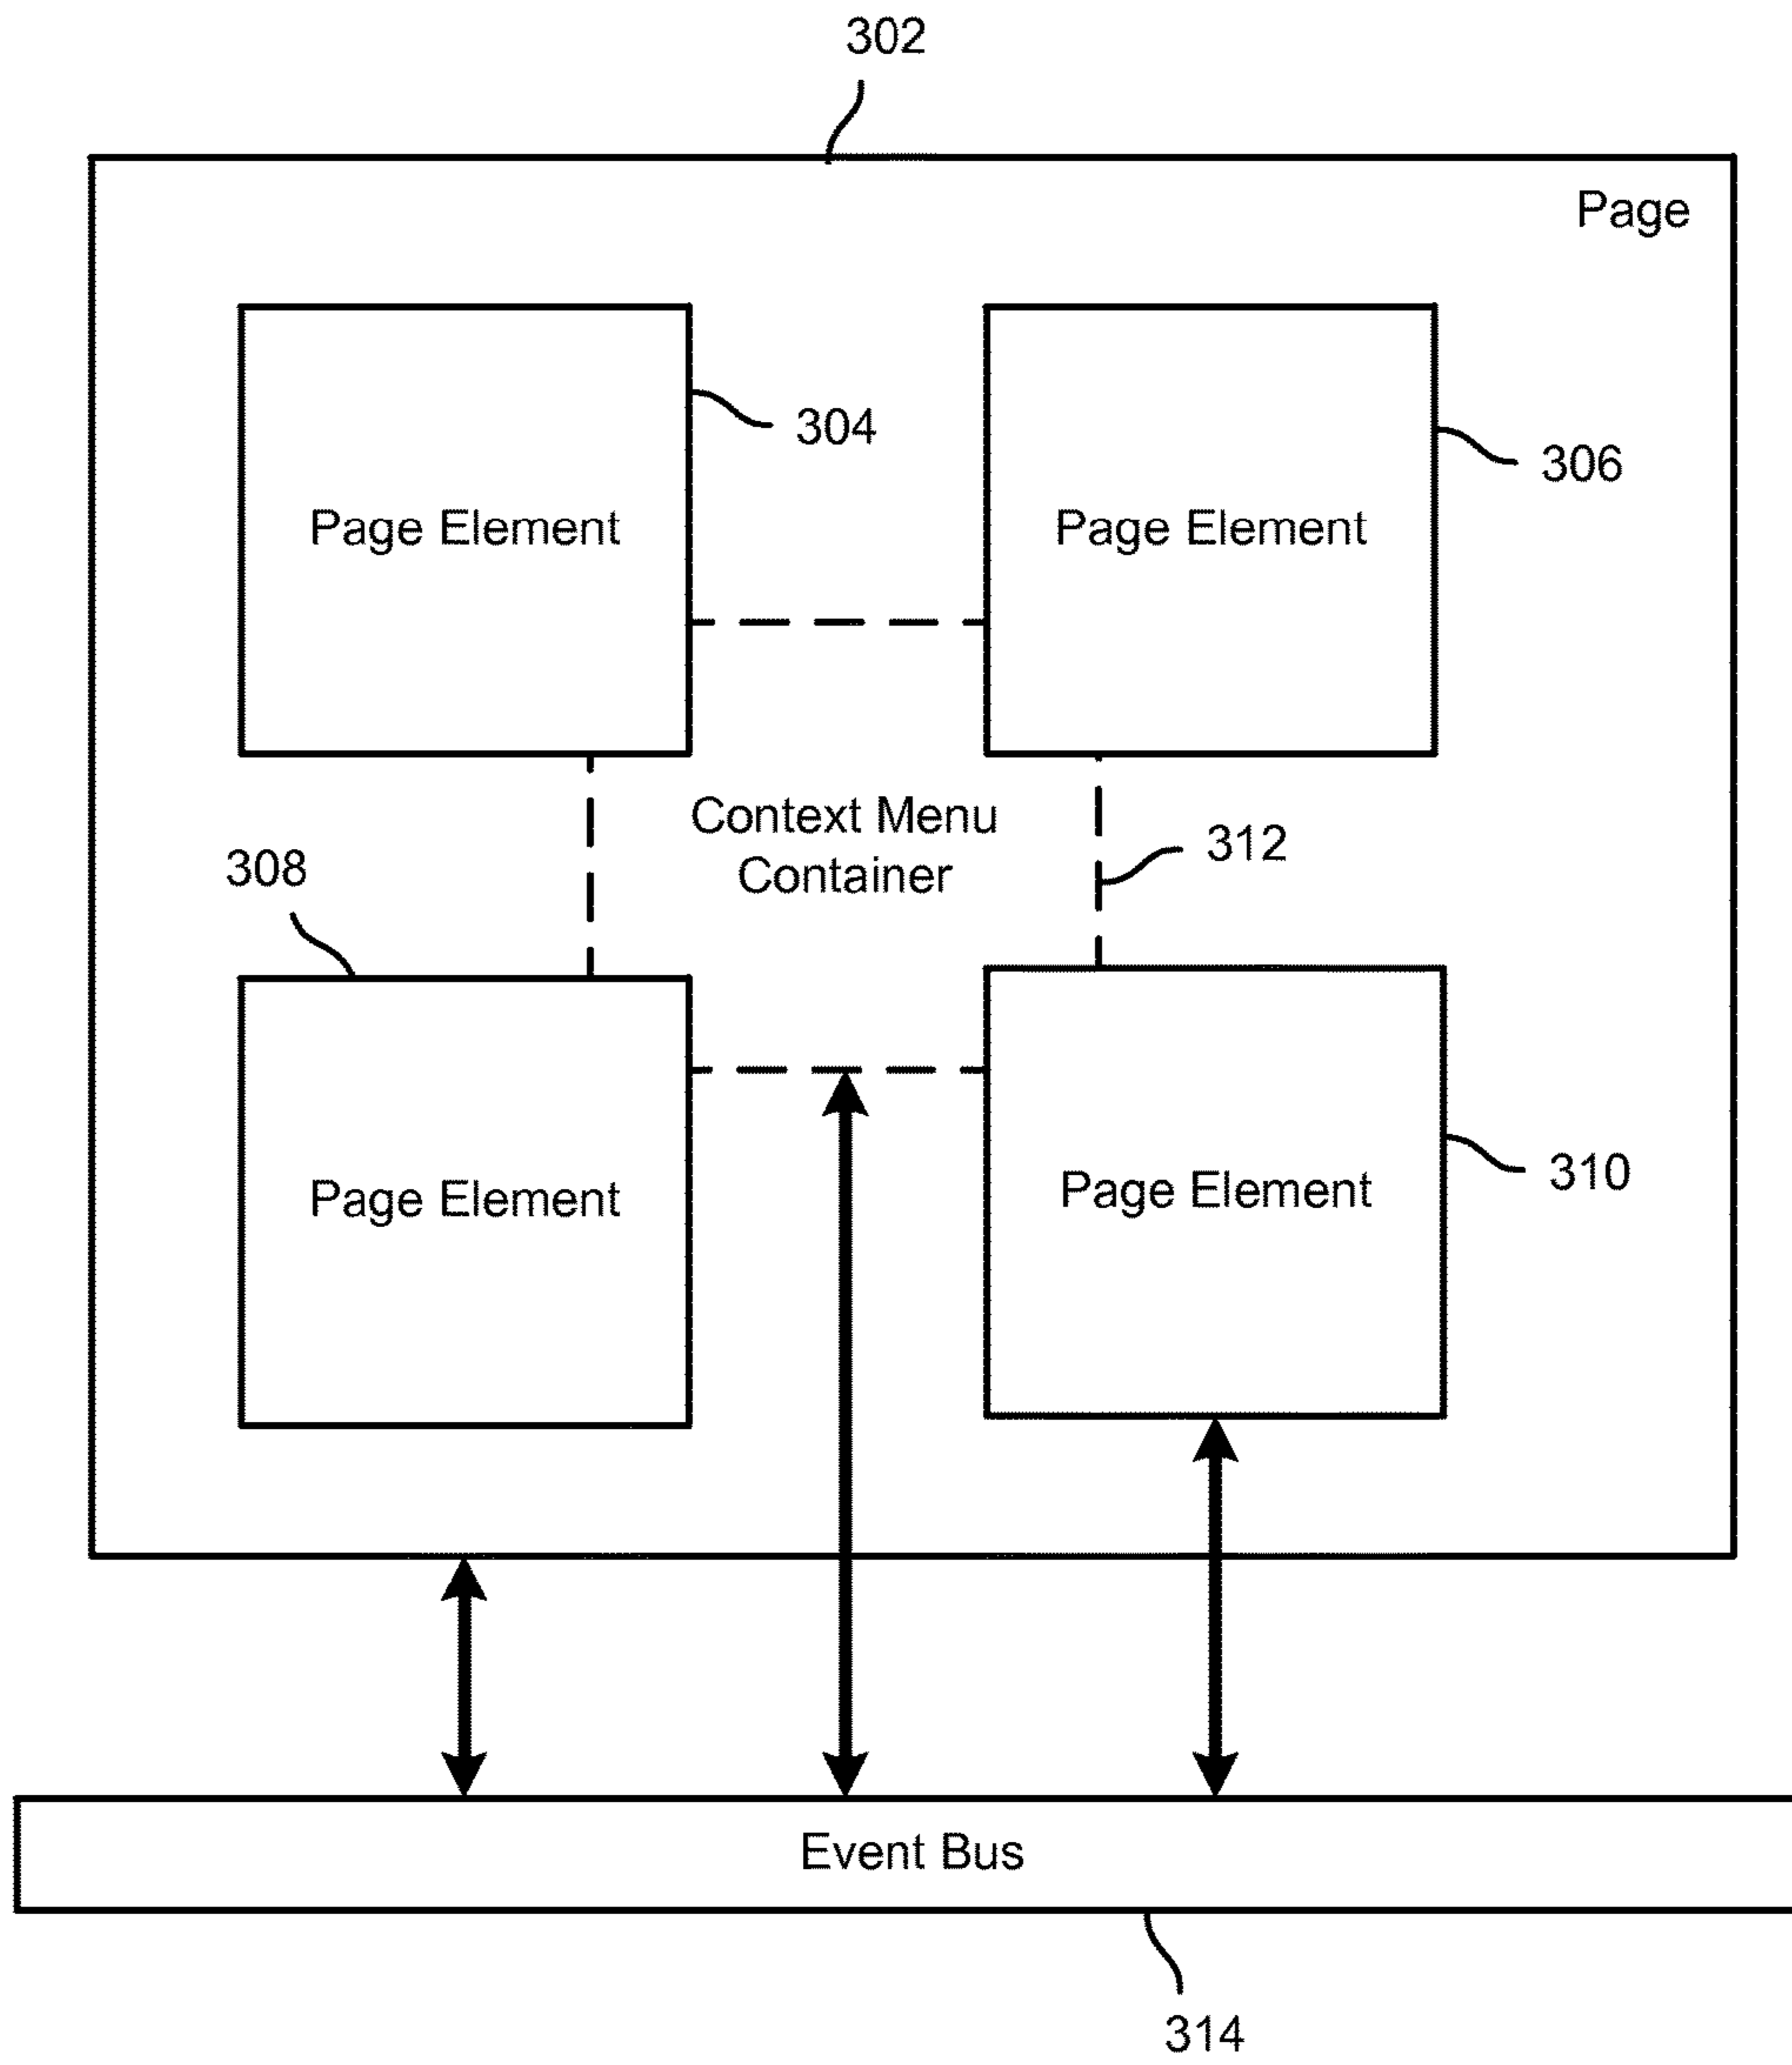 302
Page
304
306
Page Element
Page Element
Context Menu
Container
312
308
310
Page Element
Page Element
Event Bus
314